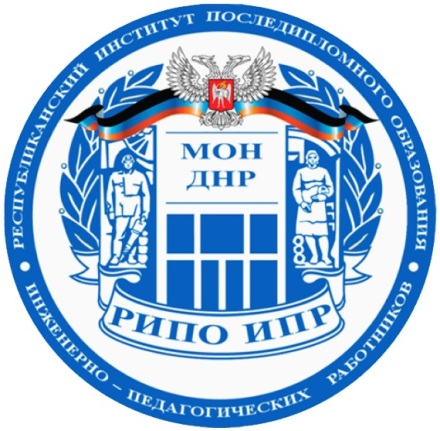 РЕСПУБЛИКАНСКИЙ ИНСТИТУТ ПОСЛЕДИПЛОМНОГО ОБРАЗОВАНИЯ
МОН
ДНР
РИПО ИПР
ИНЖЕНЕРНО – ПЕДАГОГИЧЕСКИХ РАБОТНИКОВ